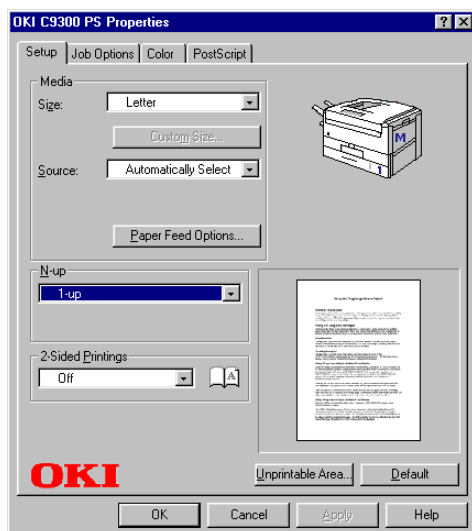 OKI C9300 PS Properties
Setup Job Options Color PostScript
Media
Size: Letter
Custom Size...
Source: Automatically Select
Paper Feed Options...
M
1
N-up
1-up
2-Sided Printings
Off
A
OKI
Unprintable Area... Default
OK Cancel Apply Help